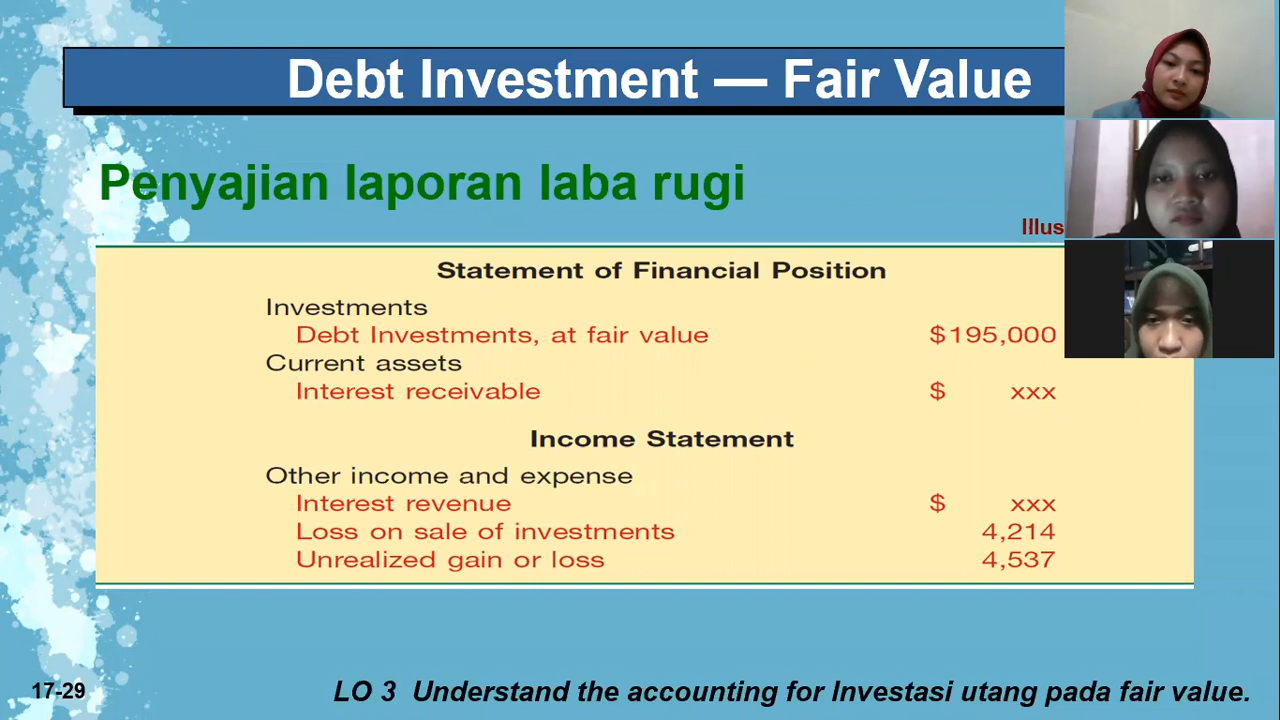 Debt Investment — Fair Value
Penyajian laporan laba rugi
Statement of Financial Position
Investments
Debt Investments, at fair value $195,000
Current assets
Interest receivable $ xxx
Income Statement
Other income and expense
Interest revenue $ xxx
Loss on sale of investments 4,214
Unrealized gain or loss 4,537
17-29 LO 3 Understand the accounting for Investasi utang pada fair value.